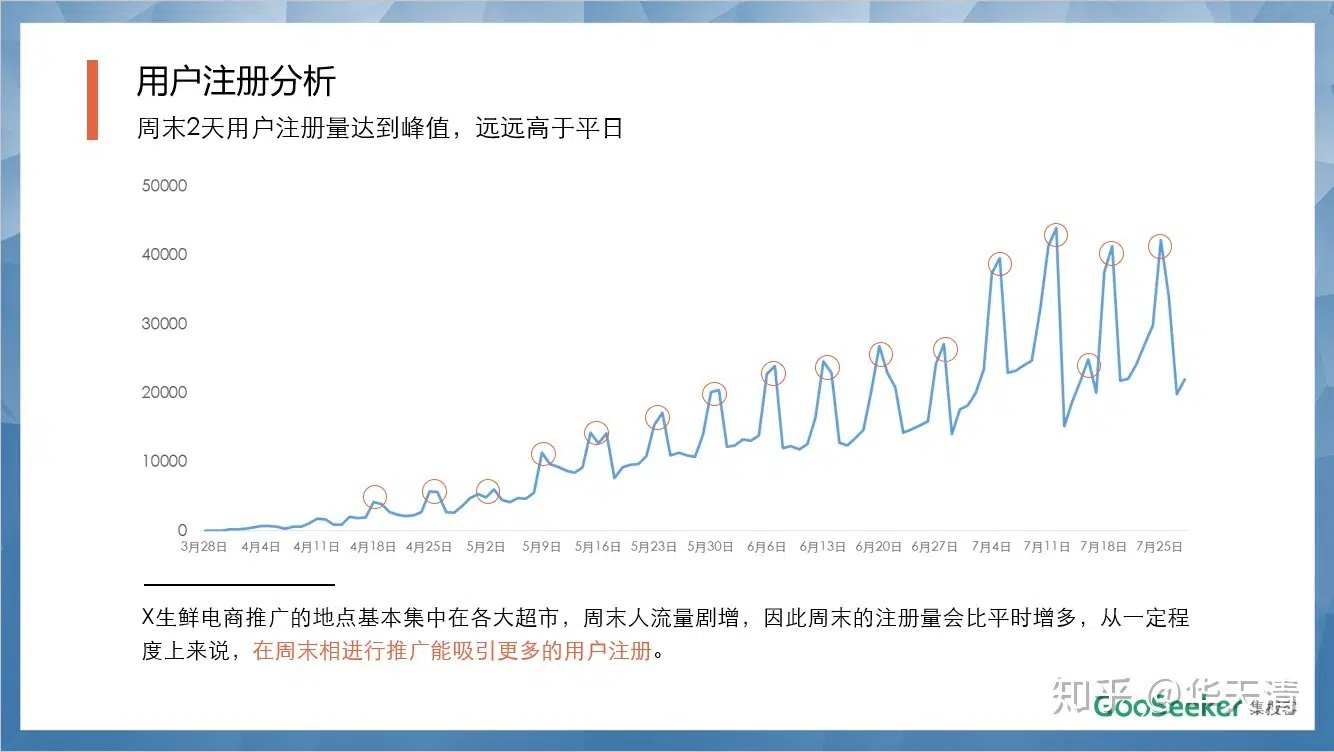 用户注册分析
周末2天用户注册量达到峰值，远远高于平日
50000
40000
30000
20000
10000
0
3月28日 4月4日 4月11日 4月18日 4月25日 5月2日 5月9日 5月16日 5月23日 5月30日 6月6日 6月13日 6月20日 6月27日 7月4日 7月11日 7月18日 7月25日
X生鲜电商推广的地点基本集中在各大超市，周末人流量剧增，因此周末的注册量会比平时增多，从一定程
度上来说，在周末相进行推广能吸引更多的用户注册。
知乎 @华天清
GooSeeker 集搜客